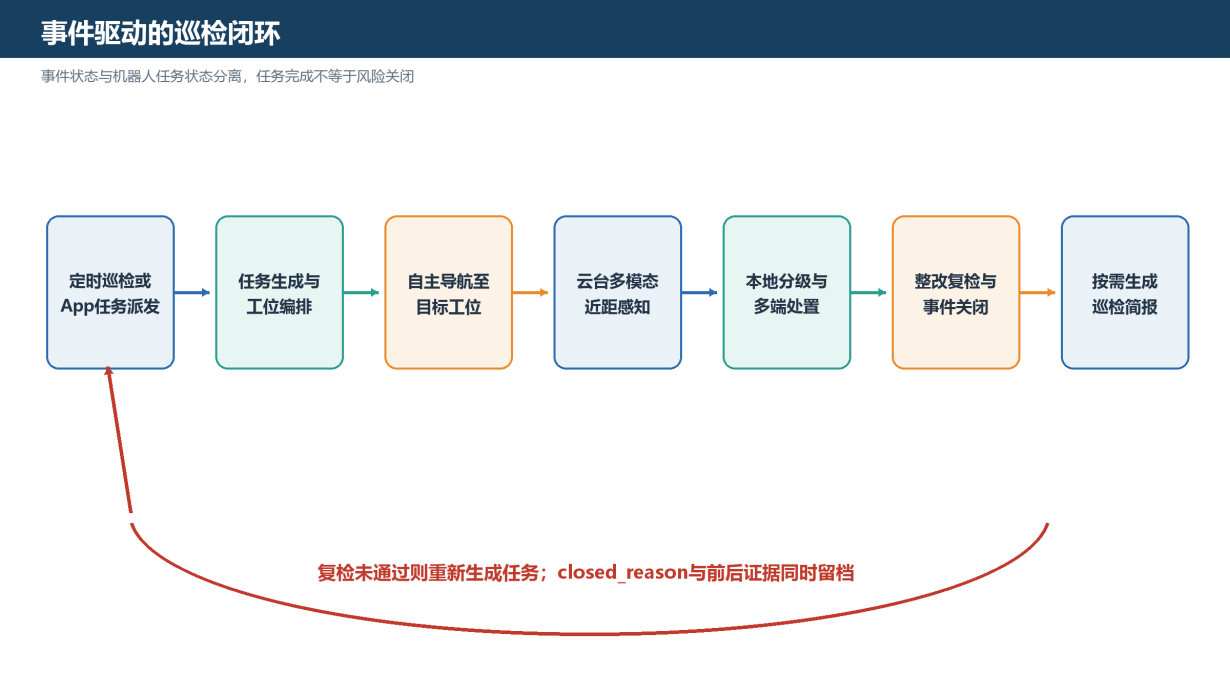 事件驱动的巡检闭环
事件状态与机器人任务状态分离，任务完成不等于风险关闭
定时巡检或
App任务派发
任务生成与
工位编排
自主导航至
目标工位
云台多模态
近距感知
本地分级与
多端处置
整改复检与
事件关闭
按需生成
巡检简报
复检未通过则重新生成任务；closed_reason与前后证据同时留档